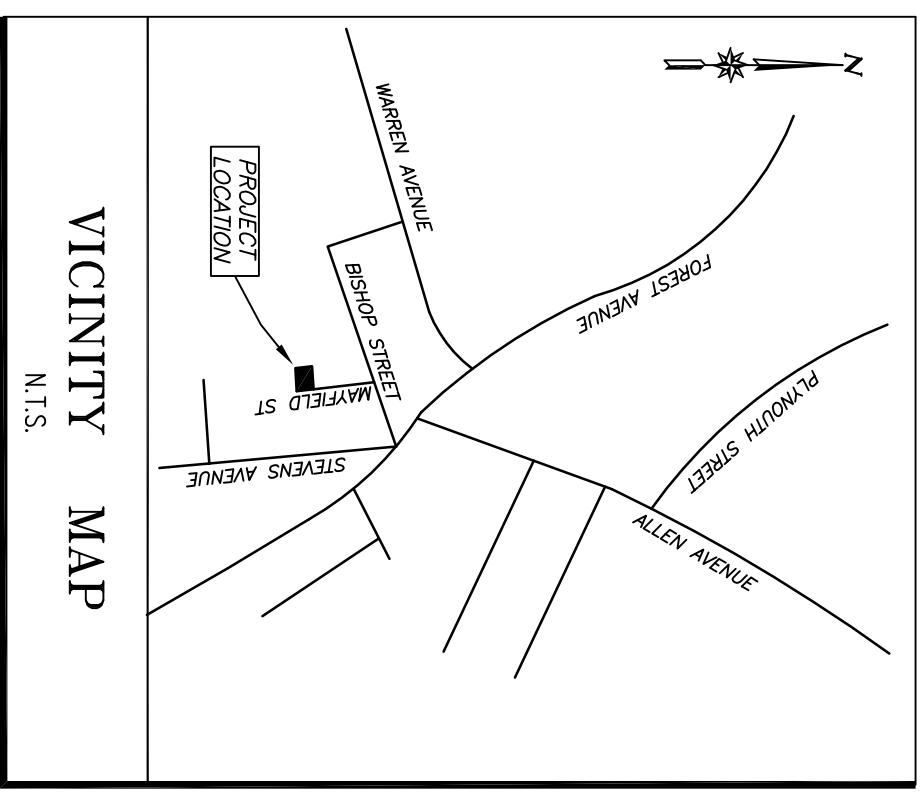 N
WARREN AVENUE
FOREST AVENUE
PLYNOUTH STREET
ALLEN AVENUE
BISHOP STREET
MAYFIELD ST
STEVENS AVENUE
PROJECT
LOCATION
VICINITY MAP
N.T.S.